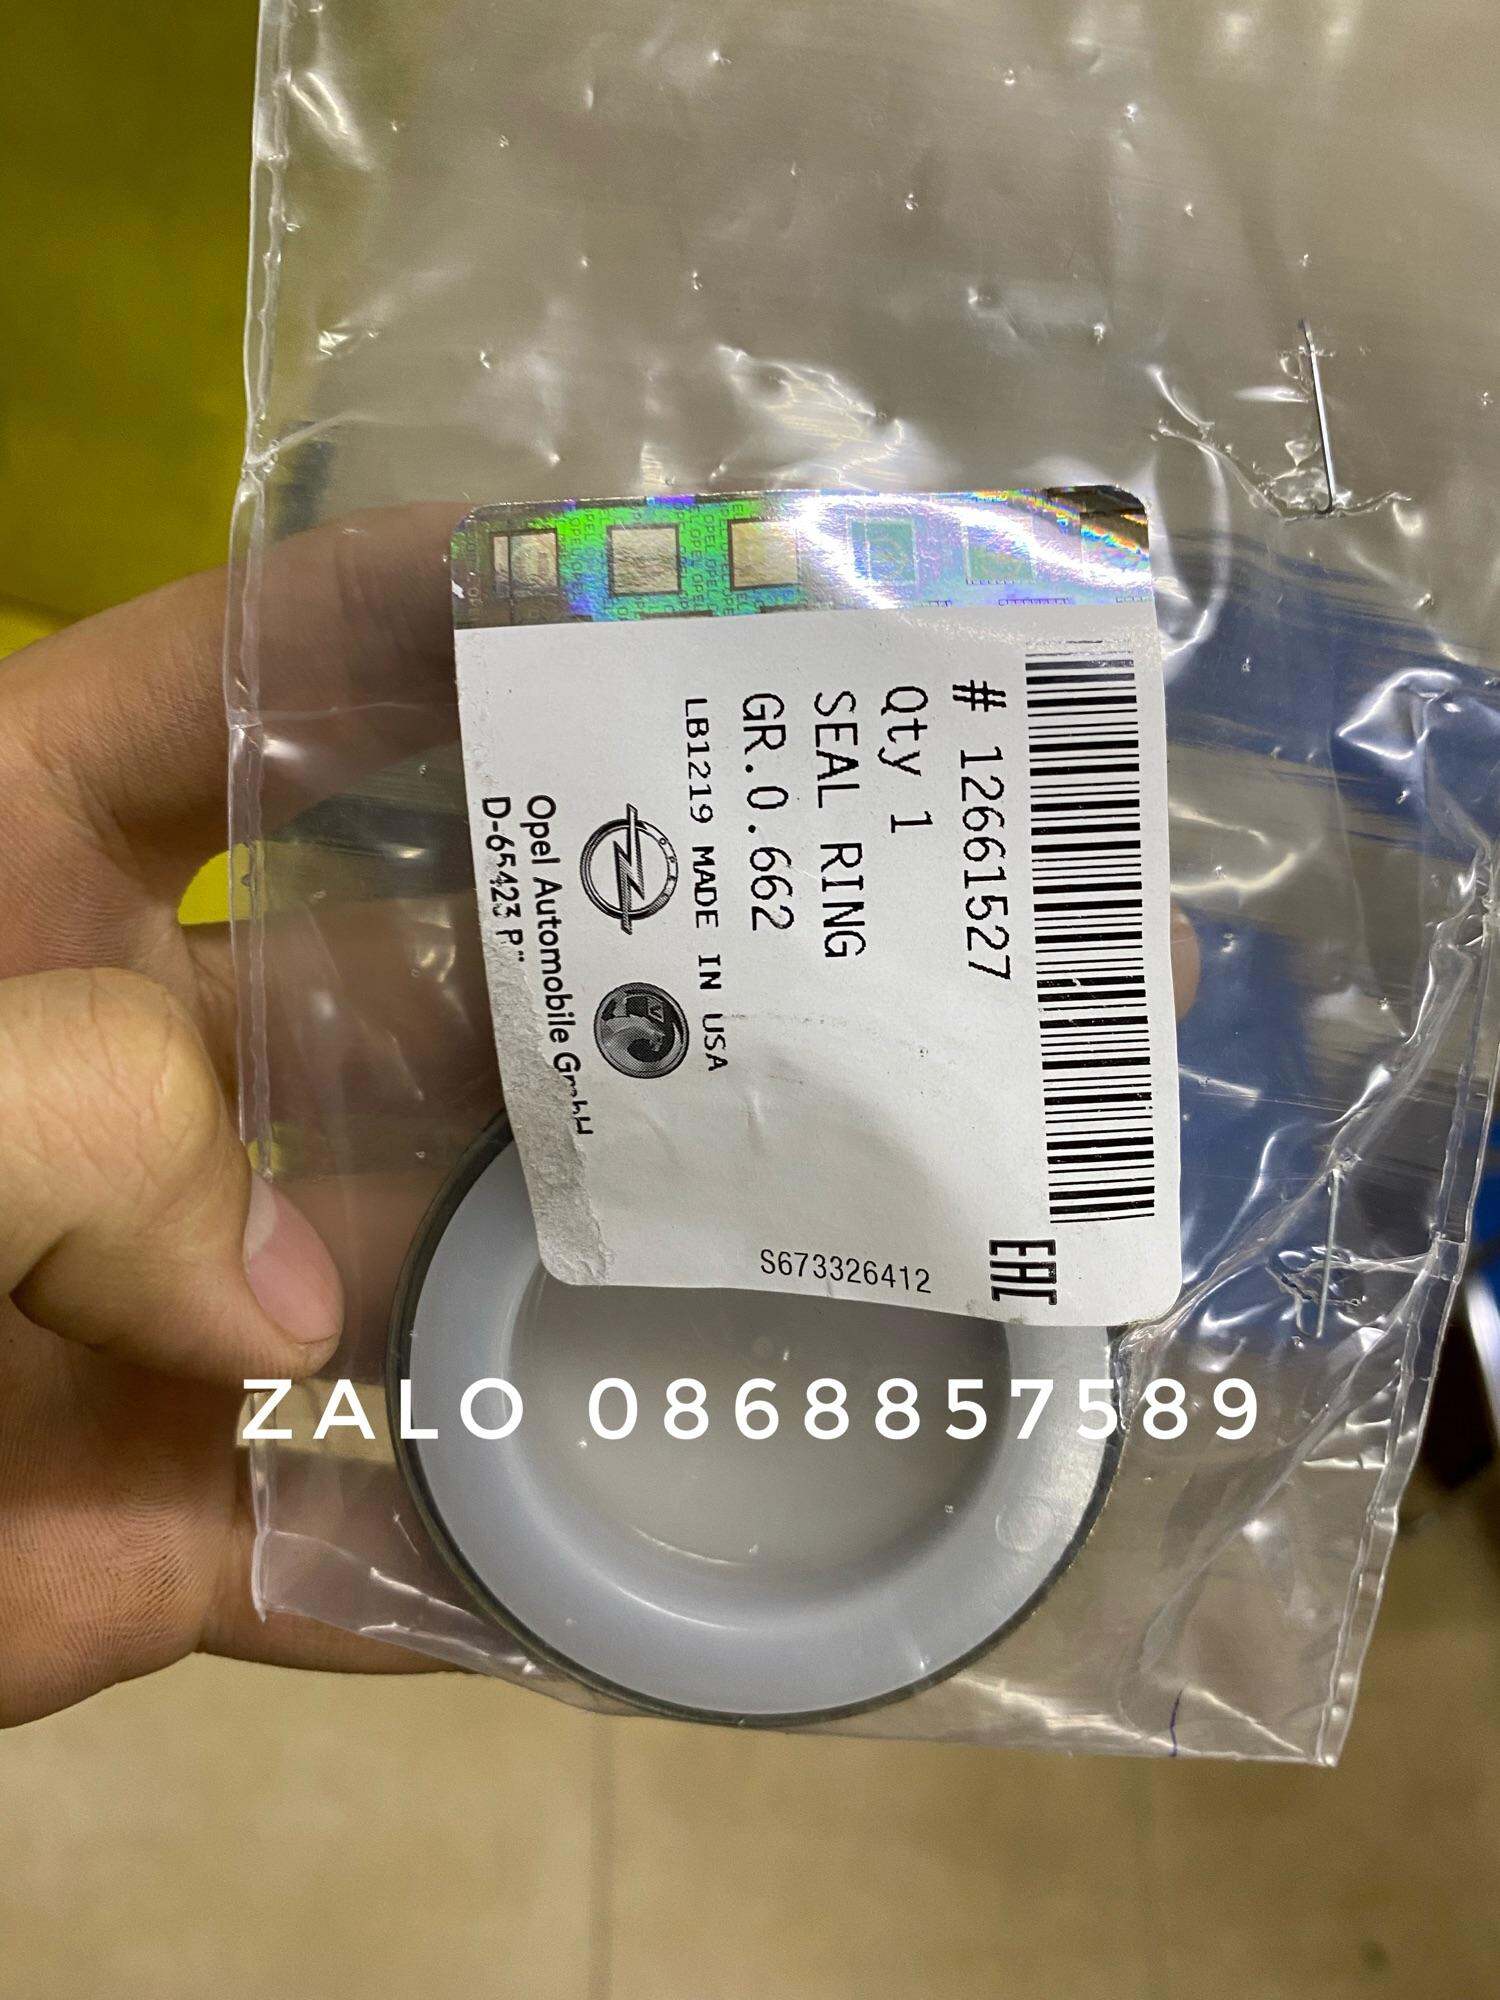 # 12661527
Qty 1
SEAL RING
GR.0.662
LB1219 MADE IN USA
Opel Automobile GmbH
D-65423
EAC
S673326412
ZALO 0868857589